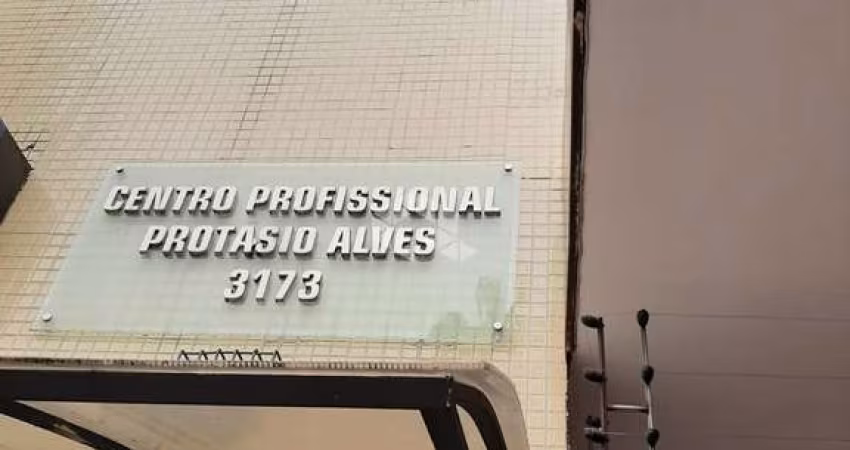 CENTRO PROFISSIONAL
PROTASIO ALVES
3173